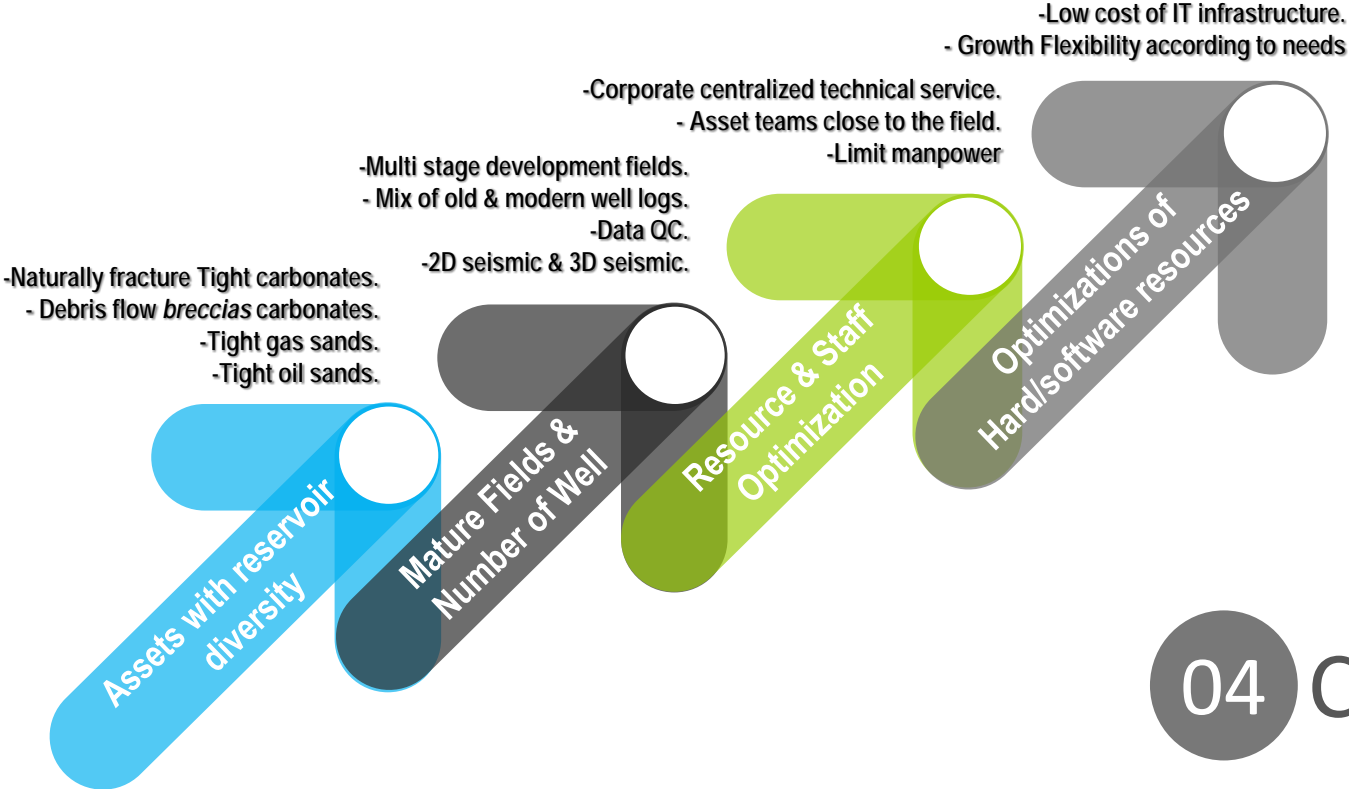 -Low cost of IT infrastructure.
- Growth Flexibility according to needs
-Corporate centralized technical service.
- Asset teams close to the field.
-Limit manpower
-Multi stage development fields.
- Mix of old & modern well logs.
-Data QC.
-2D seismic & 3D seismic.
-Naturally fracture Tight carbonates.
- Debris flow breccias carbonates.
-Tight gas sands.
-Tight oil sands.
Assets with reservoir
diversity
Mature Fields &
Number of Well
Resource & Staff
Optimization
Optimizations of
Hard/software resources
04